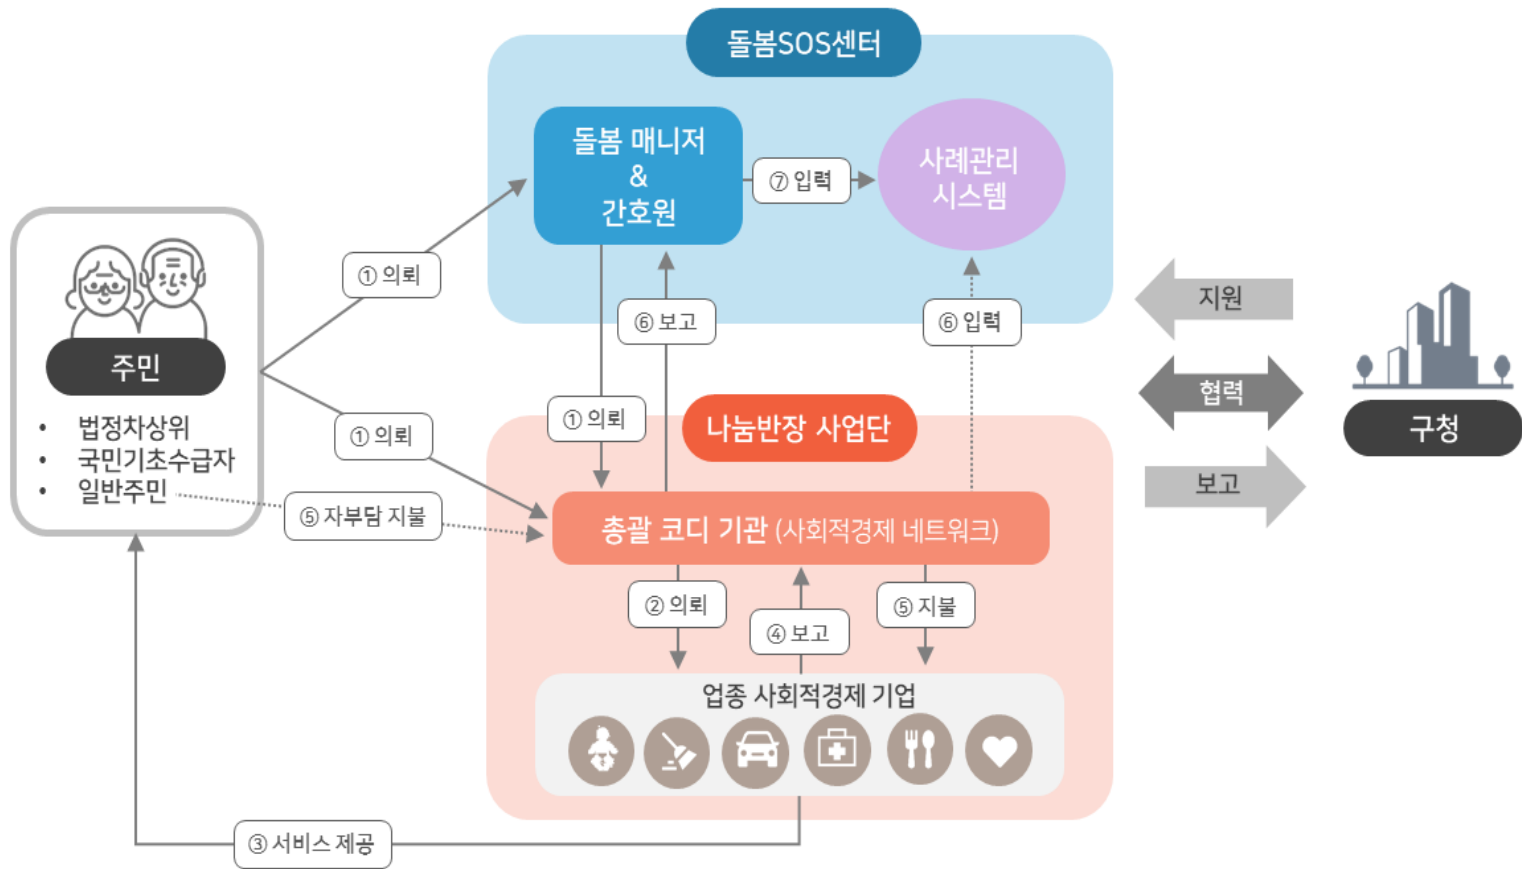 돌봄SOS센터
돌봄 매니저
&
간호원
⑦ 입력
사례관리
시스템
① 의뢰
⑥ 보고
⑥ 입력
주민
• 법정차상위
• 국민기초수급자
• 일반주민
① 의뢰
① 의뢰
⑤ 자부담 지불
나눔반장 사업단
총괄 코디 기관 (사회적경제 네트워크)
② 의뢰
④ 보고
⑤ 지불
업종 사회적경제 기업
③ 서비스 제공
지원
협력
보고
구청